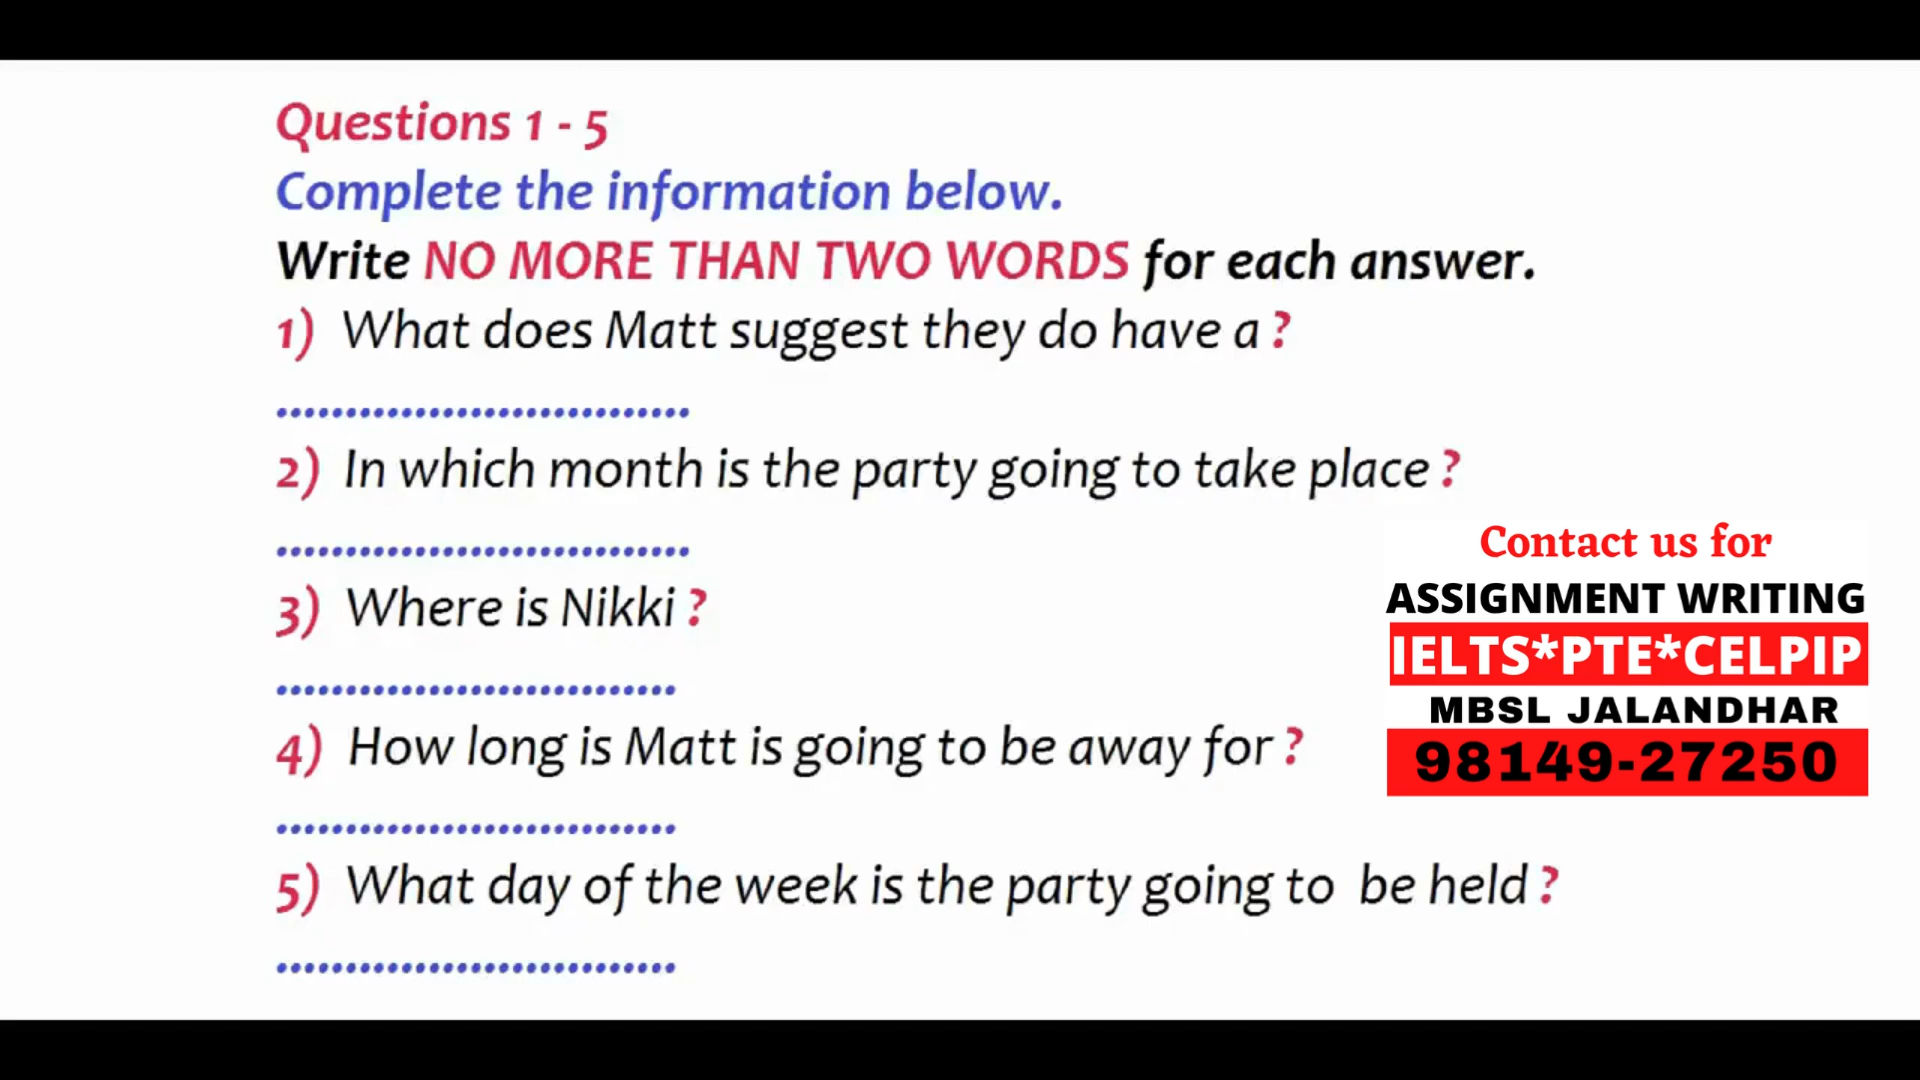 Questions 1 - 5
Complete the information below.
Write NO MORE THAN TWO WORDS for each answer.
1) What does Matt suggest they do have a ?
..............................
2) In which month is the party going to take place ?
..............................
3) Where is Nikki ?
.............................
4) How long is Matt is going to be away for ?
.............................
5) What day of the week is the party going to be held ?
.............................
Contact us for
ASSIGNMENT WRITING
IELTS*PTE*CELPIP
MBSL JALANDHAR
98149-27250